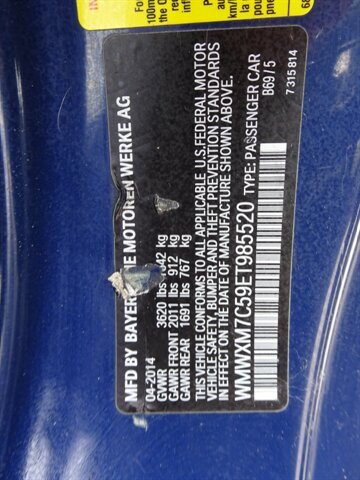 MFD BY BAYER MOTOREN WERKE AG
04-2014
GVWR 3620 lbs 642 kg
GAWR FRONT 2011 lbs 912 kg
GAWR REAR 1691 lbs 767 kg
THIS VEHICLE CONFORMS TO ALL APPLICABLE U.S. FEDERAL MOTOR
VEHICLE SAFETY, BUMPER AND THEFT PREVENTION STANDARDS
IN EFFECT ON THE DATE OF MANUFACTURE SHOWN ABOVE.
WMWXM7C59ET985520 TYPE: PASSENGER CAR
B69 / 5
7 315 814